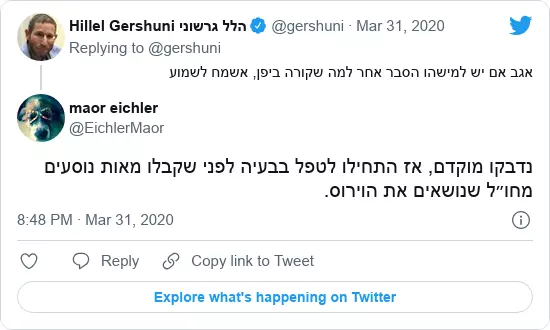 Hillel Gershuni הלל גרשוני @gershuni · Mar 31, 2020
Replying to @gershuni
אגב אם יש למישהו הסבר אחר למה שקורה ביפן, אשמח לשמוע
maor eichler
@EichlerMaor
נדבקו מוקדם, אז התחילו לטפל בבעיה לפני שקבלו מאות נוסעים
מחו״ל שנושאים את הוירוס.
8:48 PM · Mar 31, 2020
Reply
Copy link to Tweet
Explore what's happening on Twitter